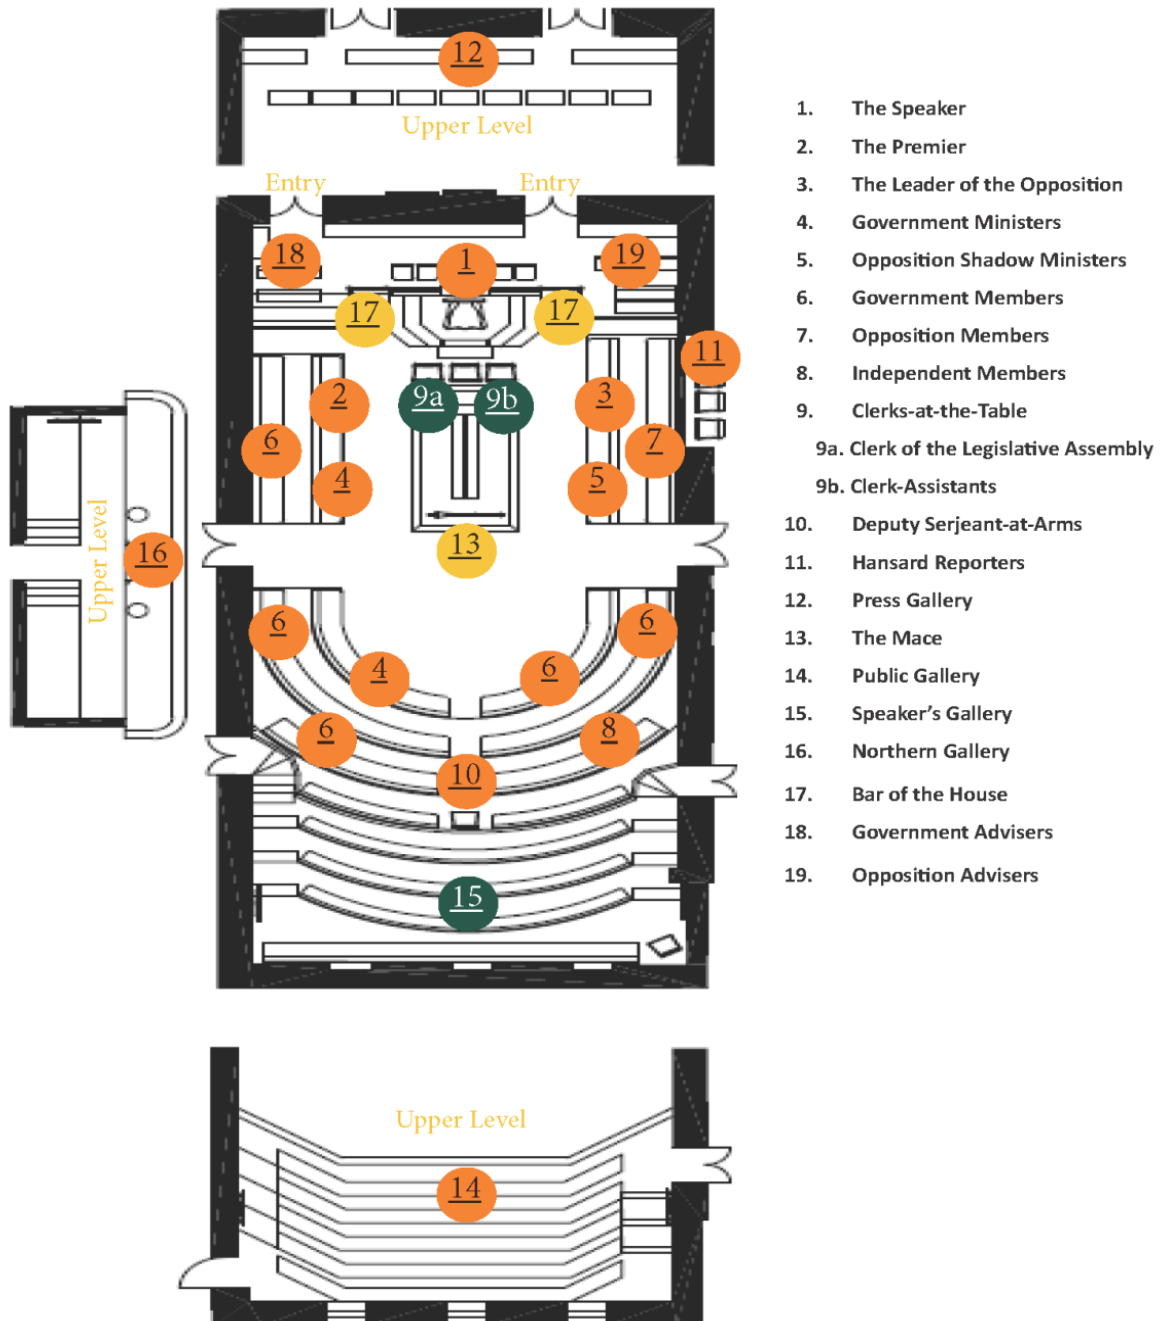 12
Upper Level
Entry
Entry
18
1
19
17
17
11
2
9a
9b
3
6
7
4
5
13
Upper Level
16
6
6
4
6
6
8
10
15
Upper Level
14
1. The Speaker
2. The Premier
3. The Leader of the Opposition
4. Government Ministers
5. Opposition Shadow Ministers
6. Government Members
7. Opposition Members
8. Independent Members
9. Clerks-at-the-Table
9a. Clerk of the Legislative Assembly
9b. Clerk-Assistants
10. Deputy Serjeant-at-Arms
11. Hansard Reporters
12. Press Gallery
13. The Mace
14. Public Gallery
15. Speaker’s Gallery
16. Northern Gallery
17. Bar of the House
18. Government Advisers
19. Opposition Advisers